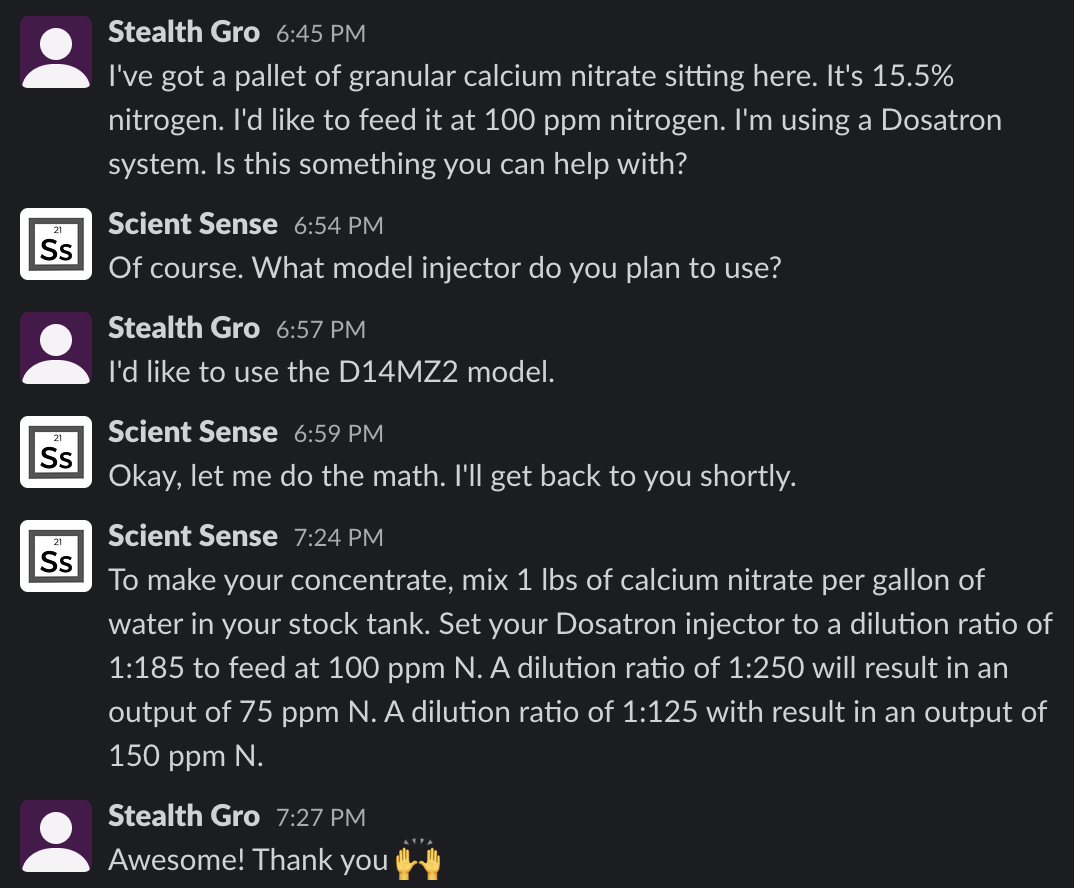 Stealth Gro 6:45 PM
I've got a pallet of granular calcium nitrate sitting here. It's 15.5%
nitrogen. I'd like to feed it at 100 ppm nitrogen. I'm using a Dosatron
system. Is this something you can help with?
21
Ss
Scient Sense 6:54 PM
Of course. What model injector do you plan to use?
Stealth Gro 6:57 PM
I'd like to use the D14MZ2 model.
21
Ss
Scient Sense 6:59 PM
Okay, let me do the math. I'll get back to you shortly.
21
Ss
Scient Sense 7:24 PM
To make your concentrate, mix 1 lbs of calcium nitrate per gallon of
water in your stock tank. Set your Dosatron injector to a dilution ratio of
1:185 to feed at 100 ppm N. A dilution ratio of 1:250 will result in an
output of 75 ppm N. A dilution ratio of 1:125 with result in an output of
150 ppm N.
Stealth Gro 7:27 PM
Awesome! Thank you 🙌